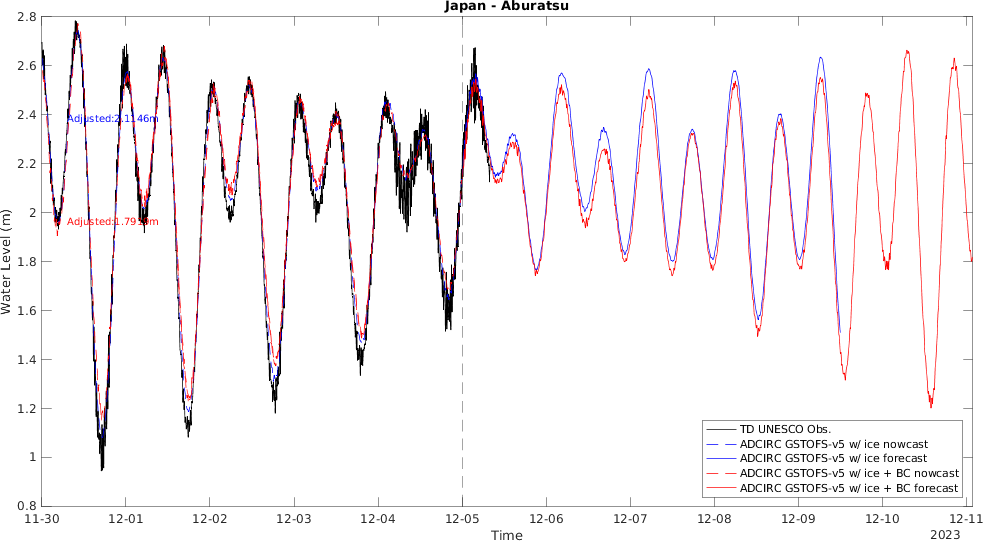 Japan - Aburatsu
Water Level (m)
2.8
2.6
2.4
2.2
2
1.8
1.6
1.4
1.2
1
0.8
Adjusted:2.1146m
TD UNESCO Obs.
ADCIRC GSTOFS-v5 w/ ice nowcast
ADCIRC GSTOFS-v5 w/ ice forecast
ADCIRC GSTOFS-v5 w/ ice + BC nowcast
ADCIRC GSTOFS-v5 w/ ice + BC forecast
11-30 12-01 12-02 12-03 12-04 12-05 12-06 12-07 12-08 12-09 12-10 12-11
Time
2023